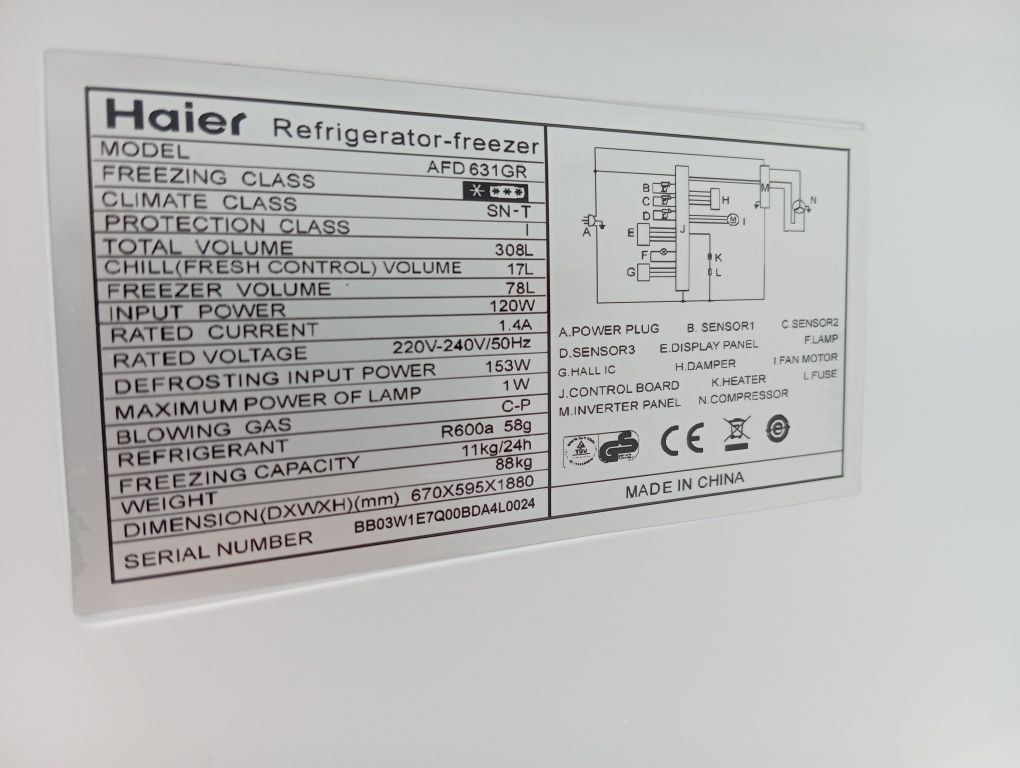 Haier Refrigerator-freezer
MODEL AFD 631GR
FREEZING CLASS
CLIMATE CLASS SN-T
PROTECTION CLASS I
TOTAL VOLUME 308L
CHILL(FRESH CONTROL) VOLUME 17L
FREEZER VOLUME 78L
INPUT POWER 120W
RATED CURRENT 1.4A
RATED VOLTAGE 220V-240V/50Hz
DEFROSTING INPUT POWER 153W
MAXIMUM POWER OF LAMP 1W
BLOWING GAS C-P
REFRIGERANT R600a 58g
FREEZING CAPACITY 11kg/24h
WEIGHT 88kg
DIMENSION(DXWXH)(mm) 670X595X1880
SERIAL NUMBER BB03W1E7Q00BDA4L0024
A
B
C
D
E
F
G
J
H
M
I
K
L
M
N
A.POWER PLUG B. SENSOR1 C.SENSOR2
D.SENSOR3 E.DISPLAY PANEL F.LAMP
G.HALL IC H.DAMPER I.FAN MOTOR
J.CONTROL BOARD K.HEATER L.FUSE
M.INVERTER PANEL N.COMPRESSOR
TÜV
GS
CE
MADE IN CHINA